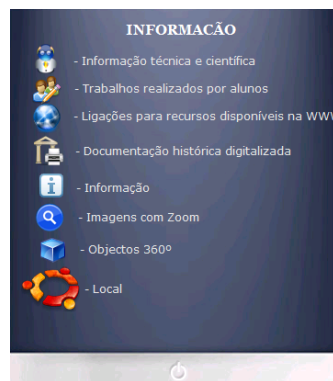 INFORMACÃO
- Informação técnica e científica
- Trabalhos realizados por alunos
- Ligações para recursos disponíveis na WWW
- Documentação histórica digitalizada
- Informação
- Imagens com Zoom
- Objectos 360º
- Local